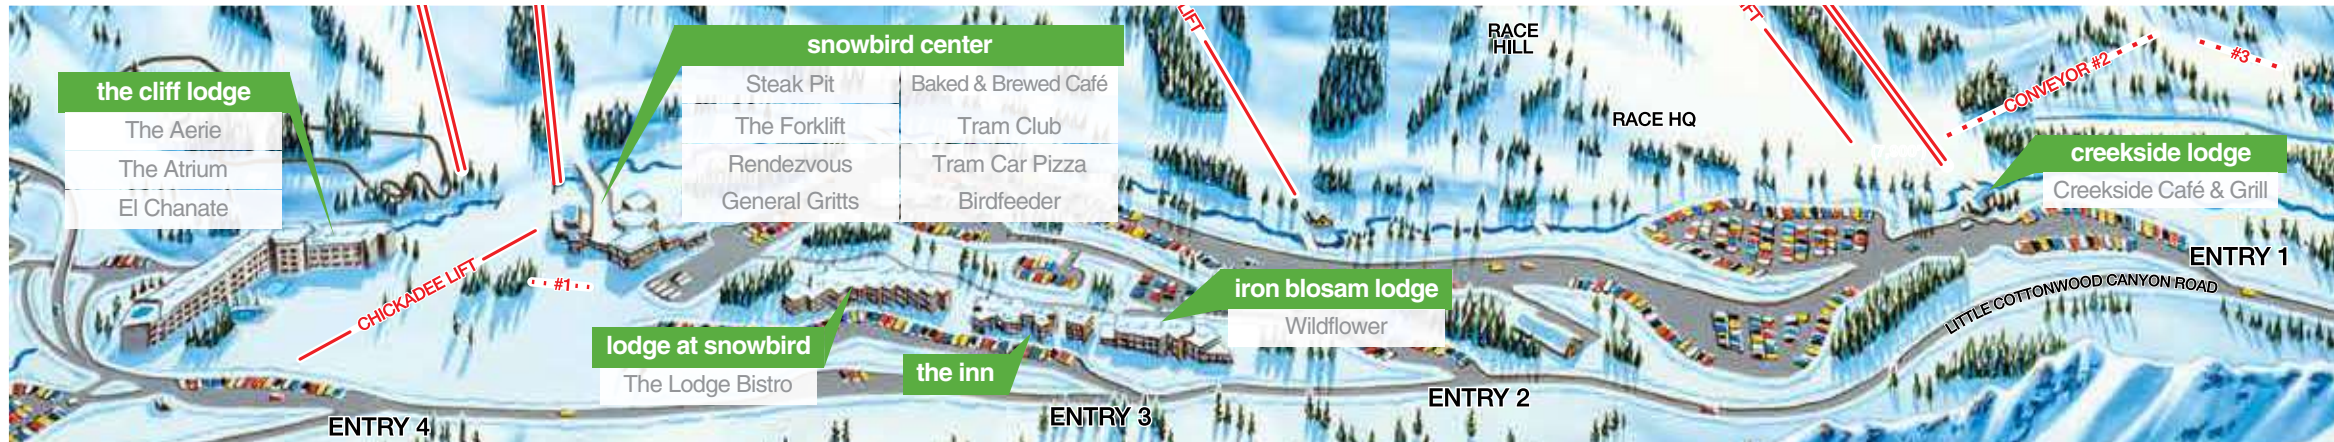 the cliff lodge
The Aerie
The Atrium
El Chanate
snowbird center
Steak Pit
Baked & Brewed Café
The Forklift
Tram Club
Rendezvous
Tram Car Pizza
General Gritts
Birdfeeder
LIFT
RACE
HILL
RACE HQ
CONVEYOR #2
#3
creekside lodge
Creekside Café & Grill
ENTRY 1
LITTLE COTTONWOOD CANYON ROAD
CHICKADEE LIFT
#1
iron blosam lodge
Wildflower
lodge at snowbird
The Lodge Bistro
the inn
ENTRY 2
ENTRY 3
ENTRY 4